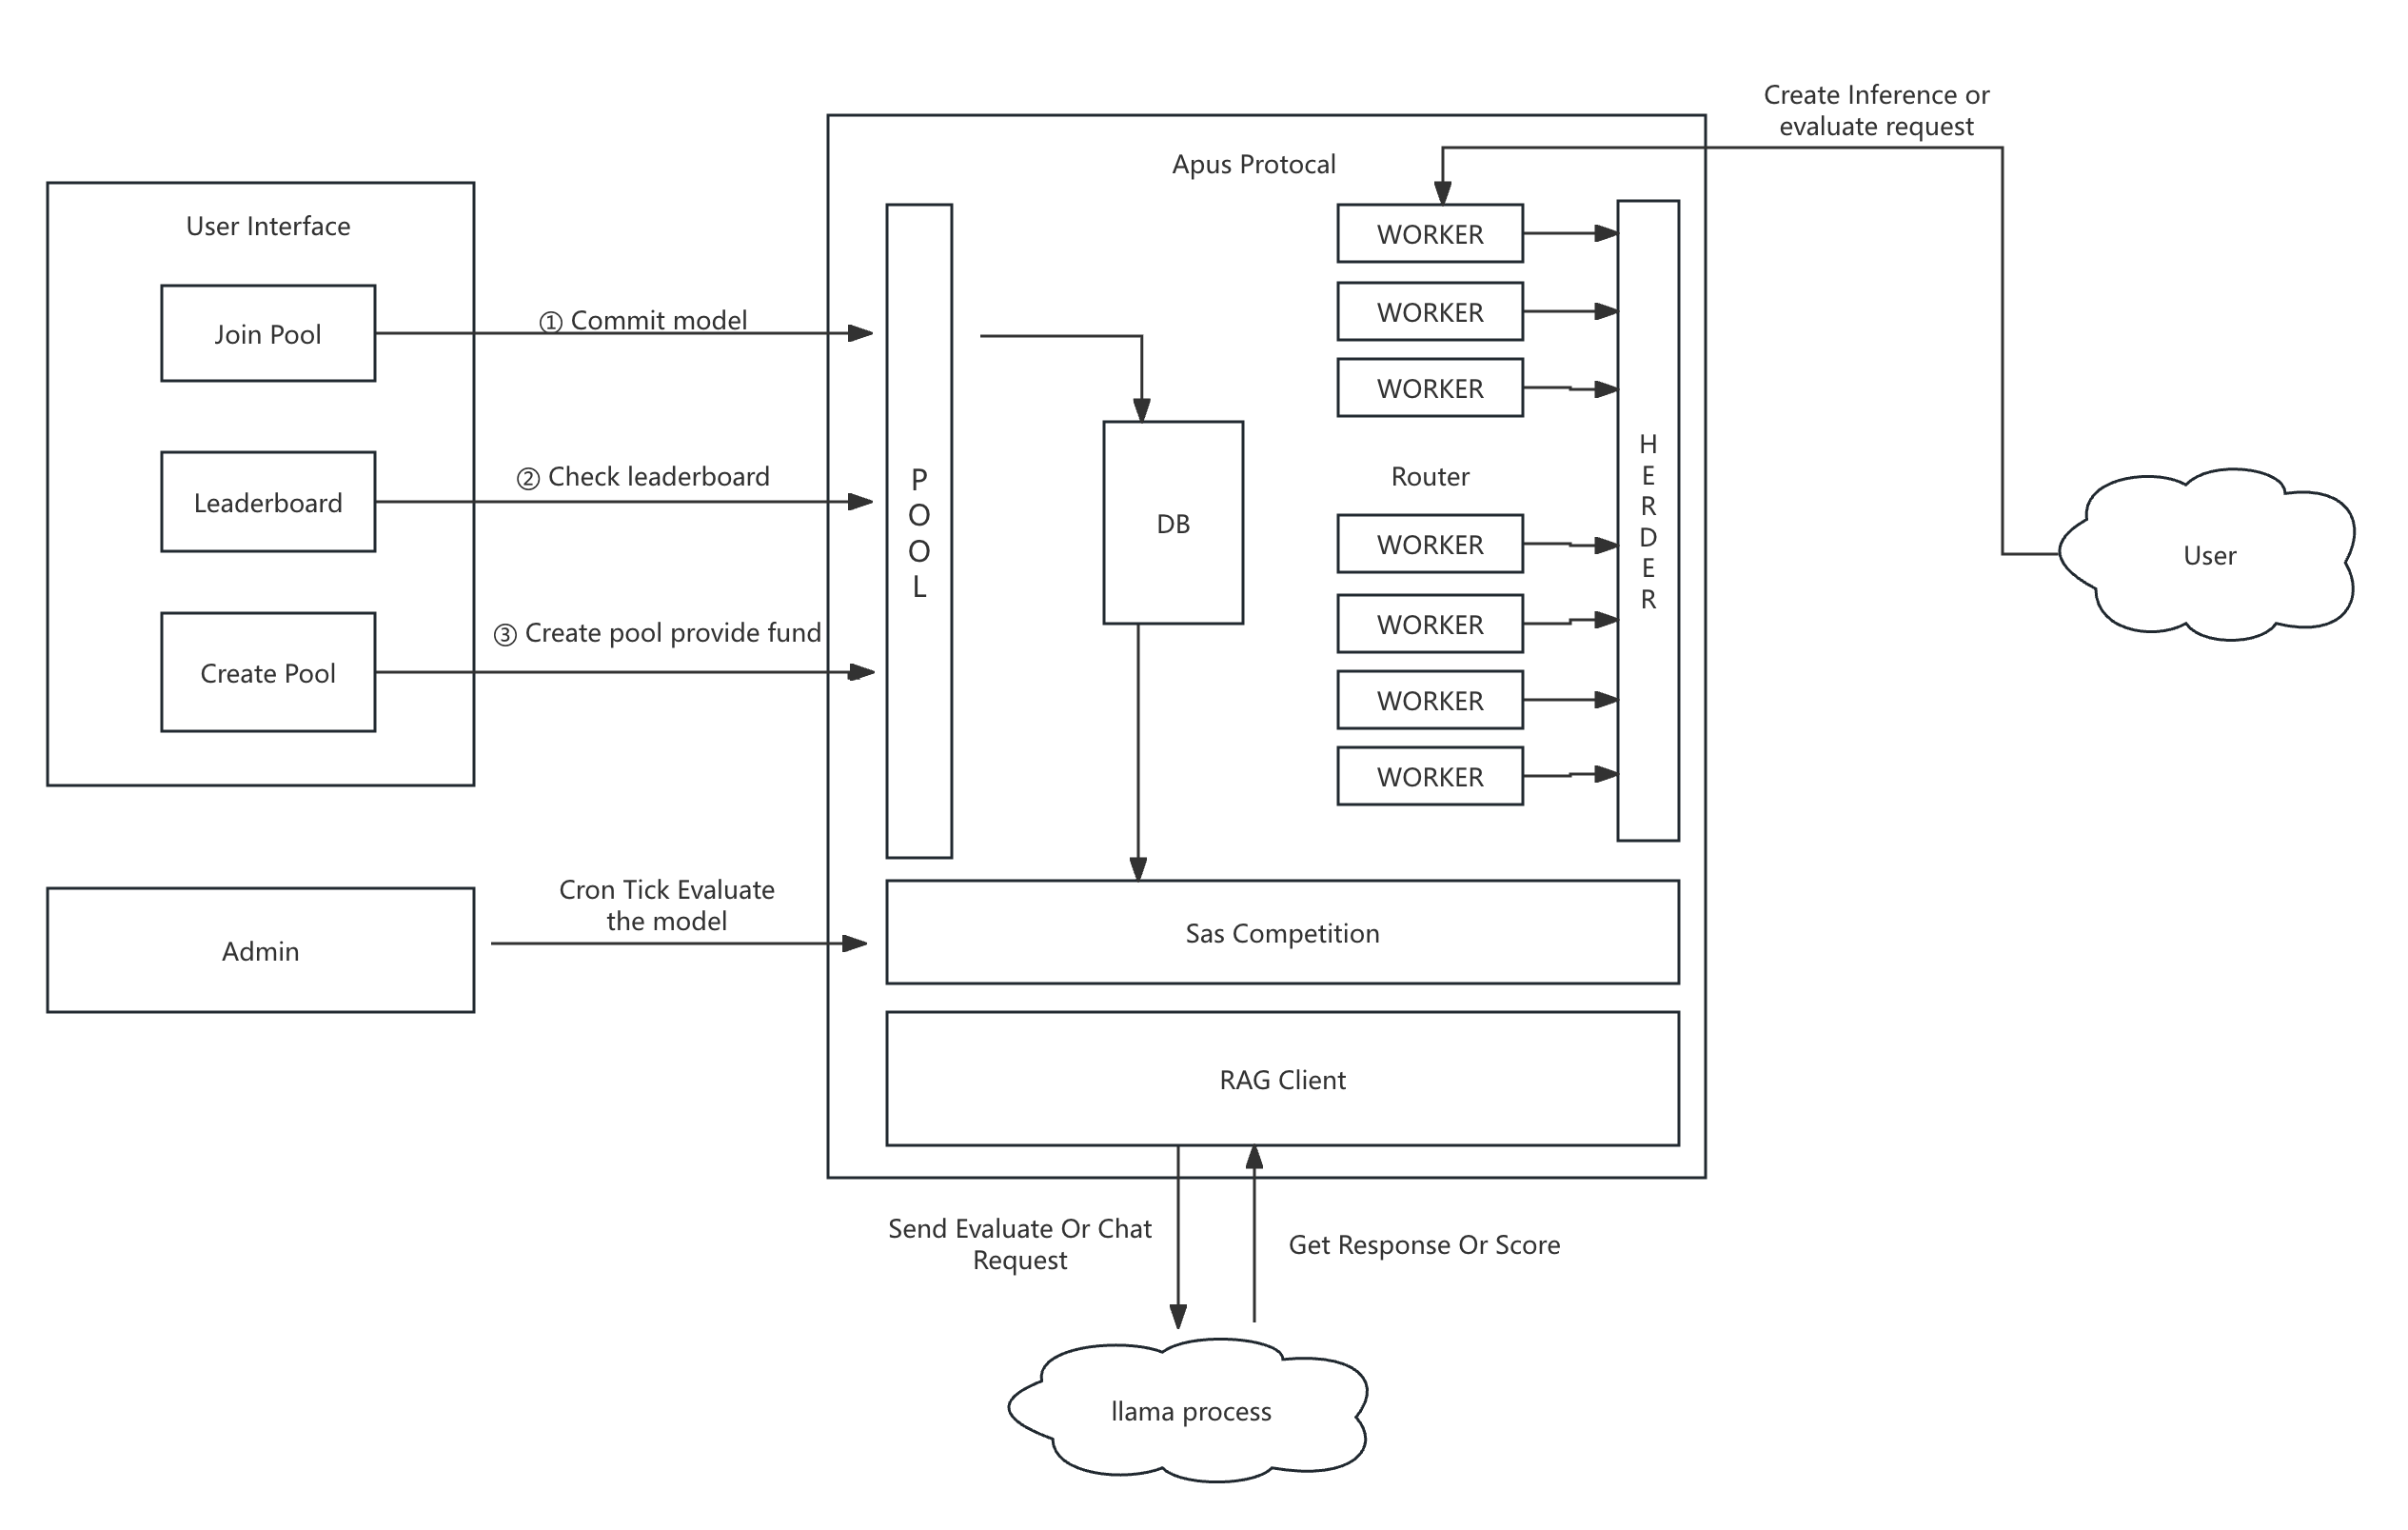 Create Inference or
evaluate request
Apus Protocal
User Interface
Join Pool
Leaderboard
Create Pool
① Commit model
② Check leaderboard
③ Create pool provide fund
P
O
O
L
DB
WORKER
WORKER
WORKER
Router
WORKER
WORKER
WORKER
WORKER
H
E
R
D
E
R
User
Admin
Cron Tick Evaluate
the model
Sas Competition
RAG Client
Send Evaluate Or Chat
Request
Get Response Or Score
llama process